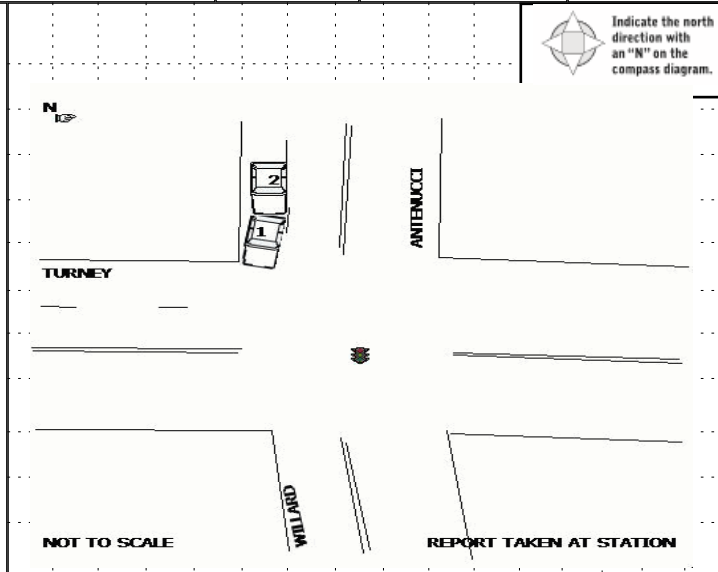 Indicate the north
direction with
an "N" on the
compass diagram.
N
ANTENUCCI
2
1
TURNEY
WILLARD
NOT TO SCALE
REPORT TAKEN AT STATION